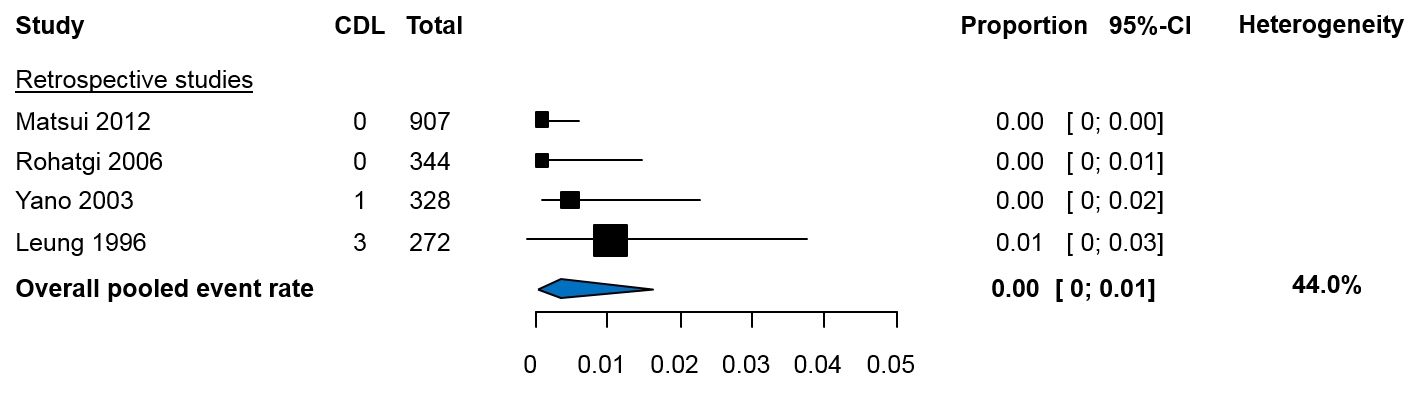 Study CDL Total Proportion 95%-CI Heterogeneity
Retrospective studies
Matsui 2012 0 907 0.00 [ 0; 0.00]
Rohatgi 2006 0 344 0.00 [ 0; 0.01]
Yano 2003 1 328 0.00 [ 0; 0.02]
Leung 1996 3 272 0.01 [ 0; 0.03]
Overall pooled event rate 0.00 [ 0; 0.01] 44.0%
0 0.01 0.02 0.03 0.04 0.05